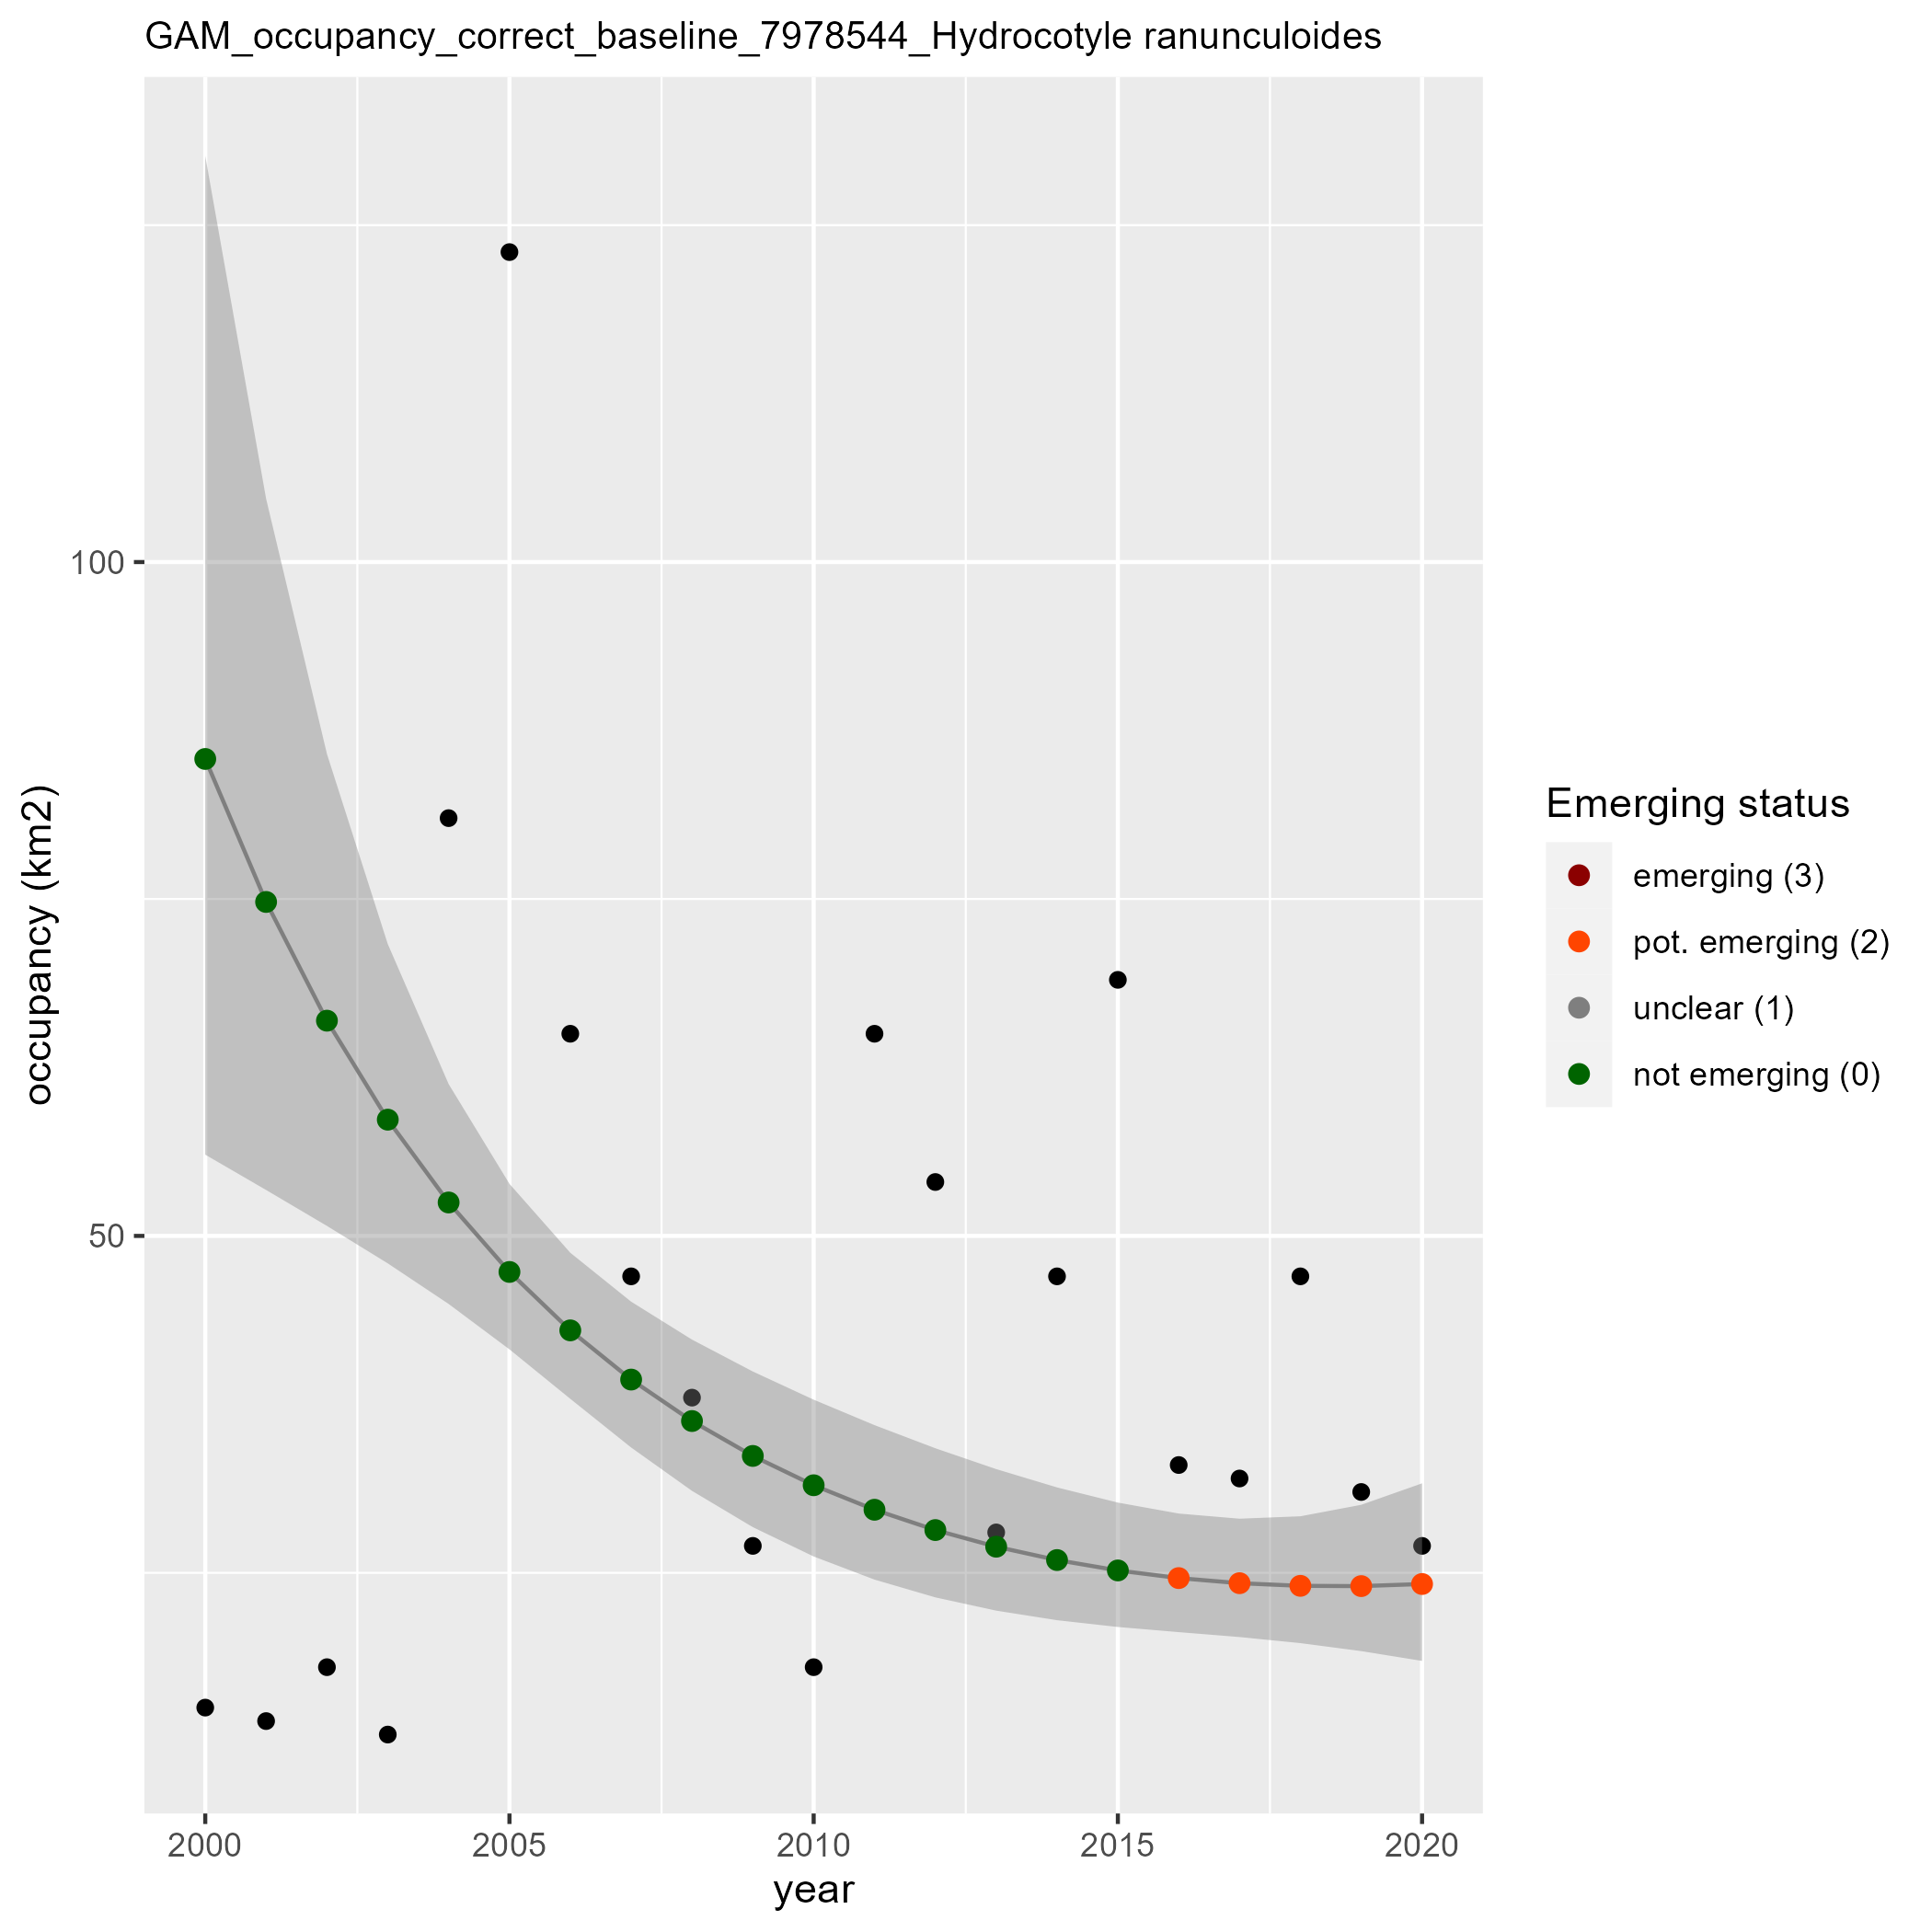 GAM_occupancy_correct_baseline_7978544_Hydrocotyle ranunculoides
occupancy (km2)
100
50
2000 2005 2010 2015 2020
year
Emerging status
emerging (3)
pot. emerging (2)
unclear (1)
not emerging (0)